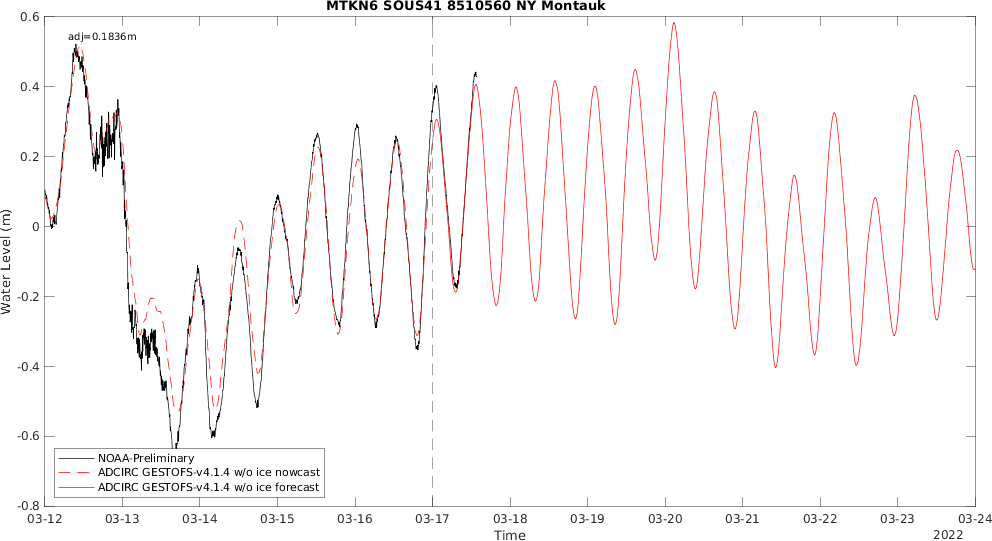 MTKN6 SOUS41 8510560 NY Montauk
adj=0.1836m
0.6
0.4
0.2
0
-0.2
-0.4
-0.6
-0.8
Water Level (m)
NOAA-Preliminary
ADCIRC GESTOFS-v4.1.4 w/o ice nowcast
ADCIRC GESTOFS-v4.1.4 w/o ice forecast
03-12 03-13 03-14 03-15 03-16 03-17 03-18 03-19 03-20 03-21 03-22 03-23 03-24
Time
2022